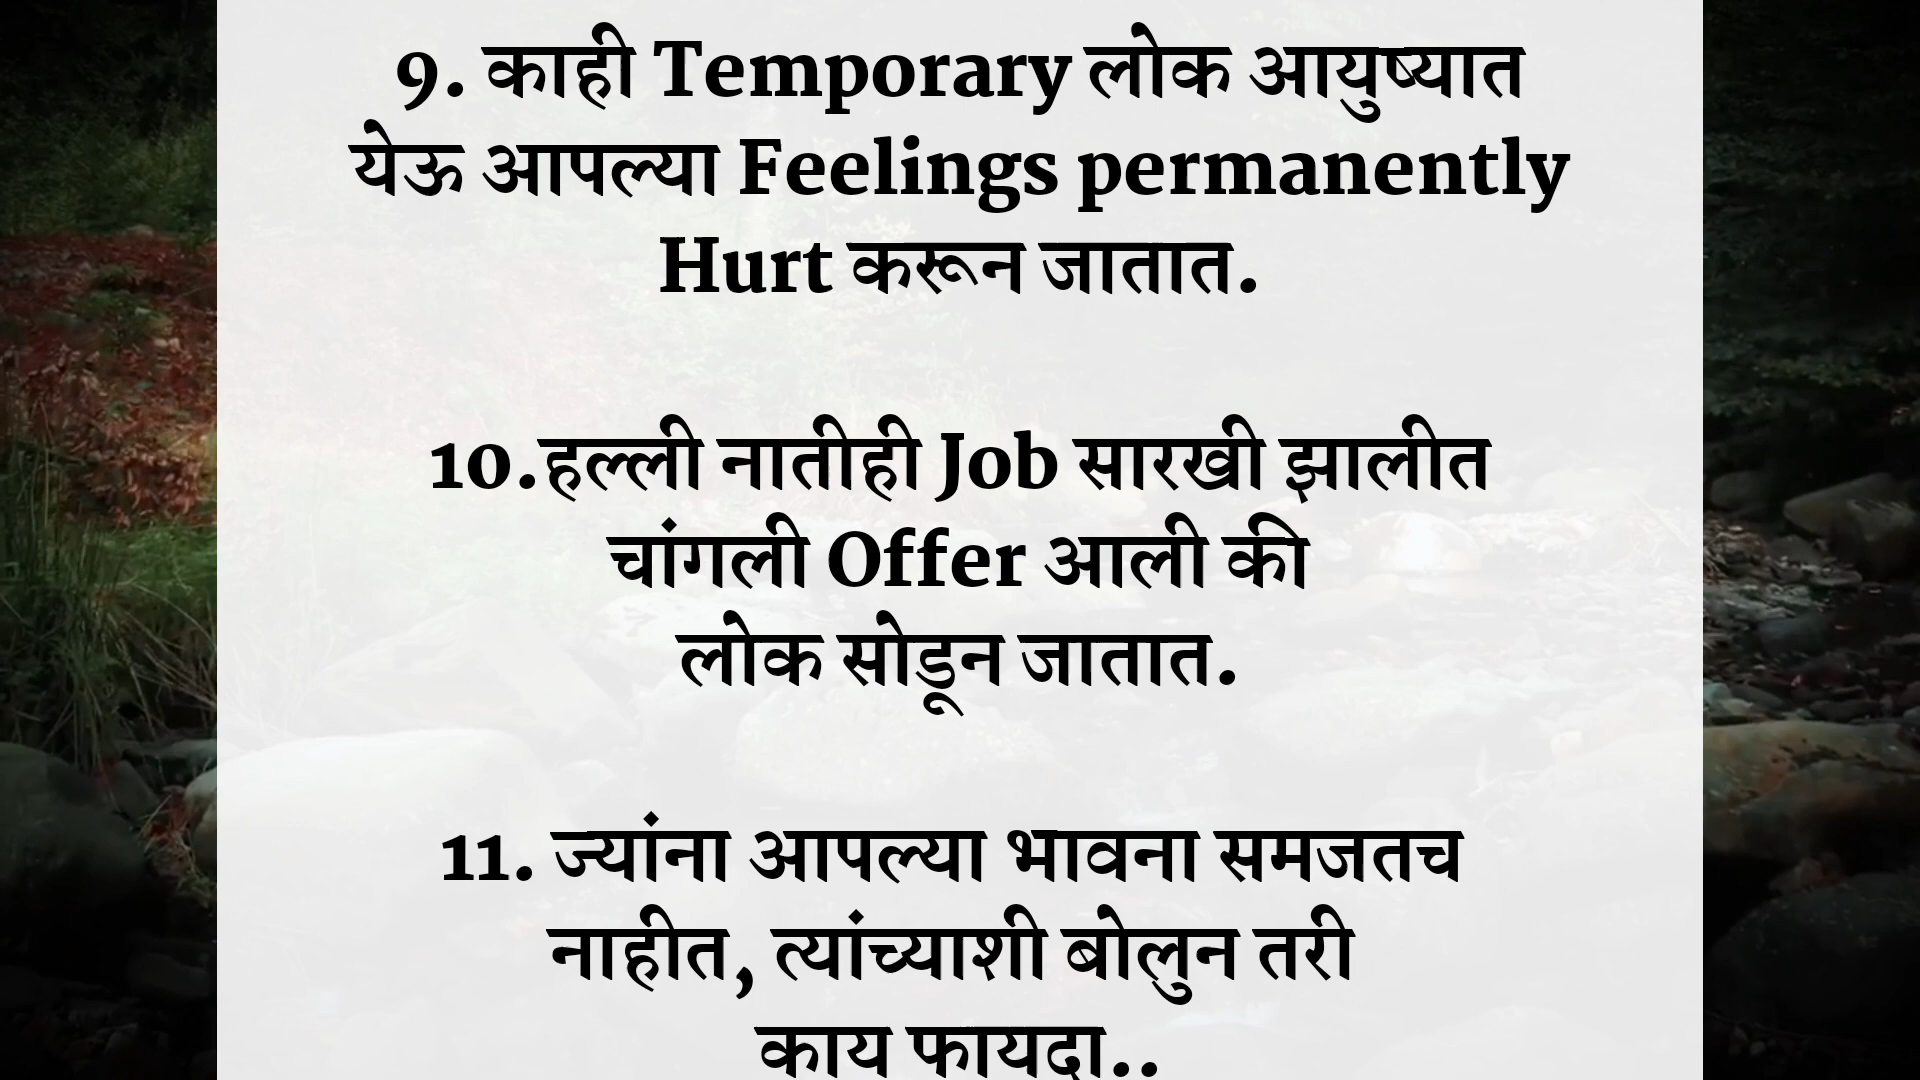 9. काही Temporary लोक आयुष्यात
येऊ आपल्या Feelings permanently
Hurt करून जातात.
10.हल्ली नातीही Job सारखी झालीत
चांगली Offer आली की
लोक सोडून जातात.
11. ज्यांना आपल्या भावना समजतच
नाहीत, त्यांच्याशी बोलुन तरी
काय फायदा..